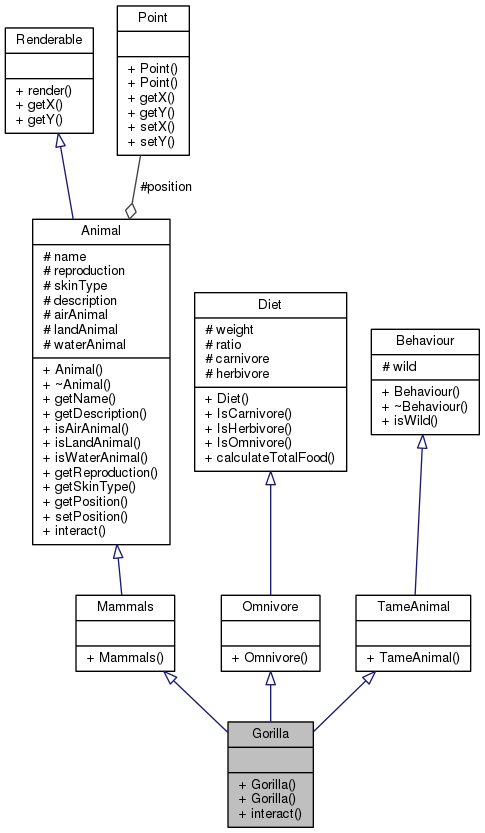 Point
+ Point()
+ Point()
+ getX()
+ getY()
+ setX()
+ setY()
Renderable
+ render()
+ getX()
+ getY()
#position
Animal
# name
# reproduction
# skinType
# description
# airAnimal
# landAnimal
# waterAnimal
+ Animal()
+ ~Animal()
+ getName()
+ getDescription()
+ isAirAnimal()
+ isLandAnimal()
+ isWaterAnimal()
+ getReproduction()
+ getSkinType()
+ getPosition()
+ setPosition()
+ interact()
Diet
# weight
# ratio
# carnivore
# herbivore
+ Diet()
+ IsCarnivore()
+ IsHerbivore()
+ IsOmnivore()
+ calculateTotalFood()
Behaviour
# wild
+ Behaviour()
+ ~Behaviour()
+ isWild()
Mammals
+ Mammals()
Omnivore
+ Omnivore()
TameAnimal
+ TameAnimal()
Gorilla
+ Gorilla()
+ Gorilla()
+ interact()